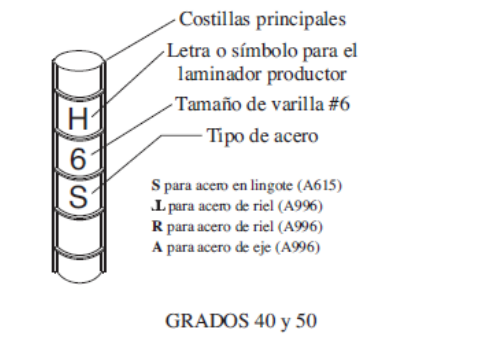 Costillas principales
Letra o símbolo para el
laminador productor
H
Tamaño de varilla #6
6
Tipo de acero
S
S para acero en lingote (A615)
.I.L para acero de riel (A996)
R para acero de riel (A996)
A para acero de eje (A996)
GRADOS 40 y 50